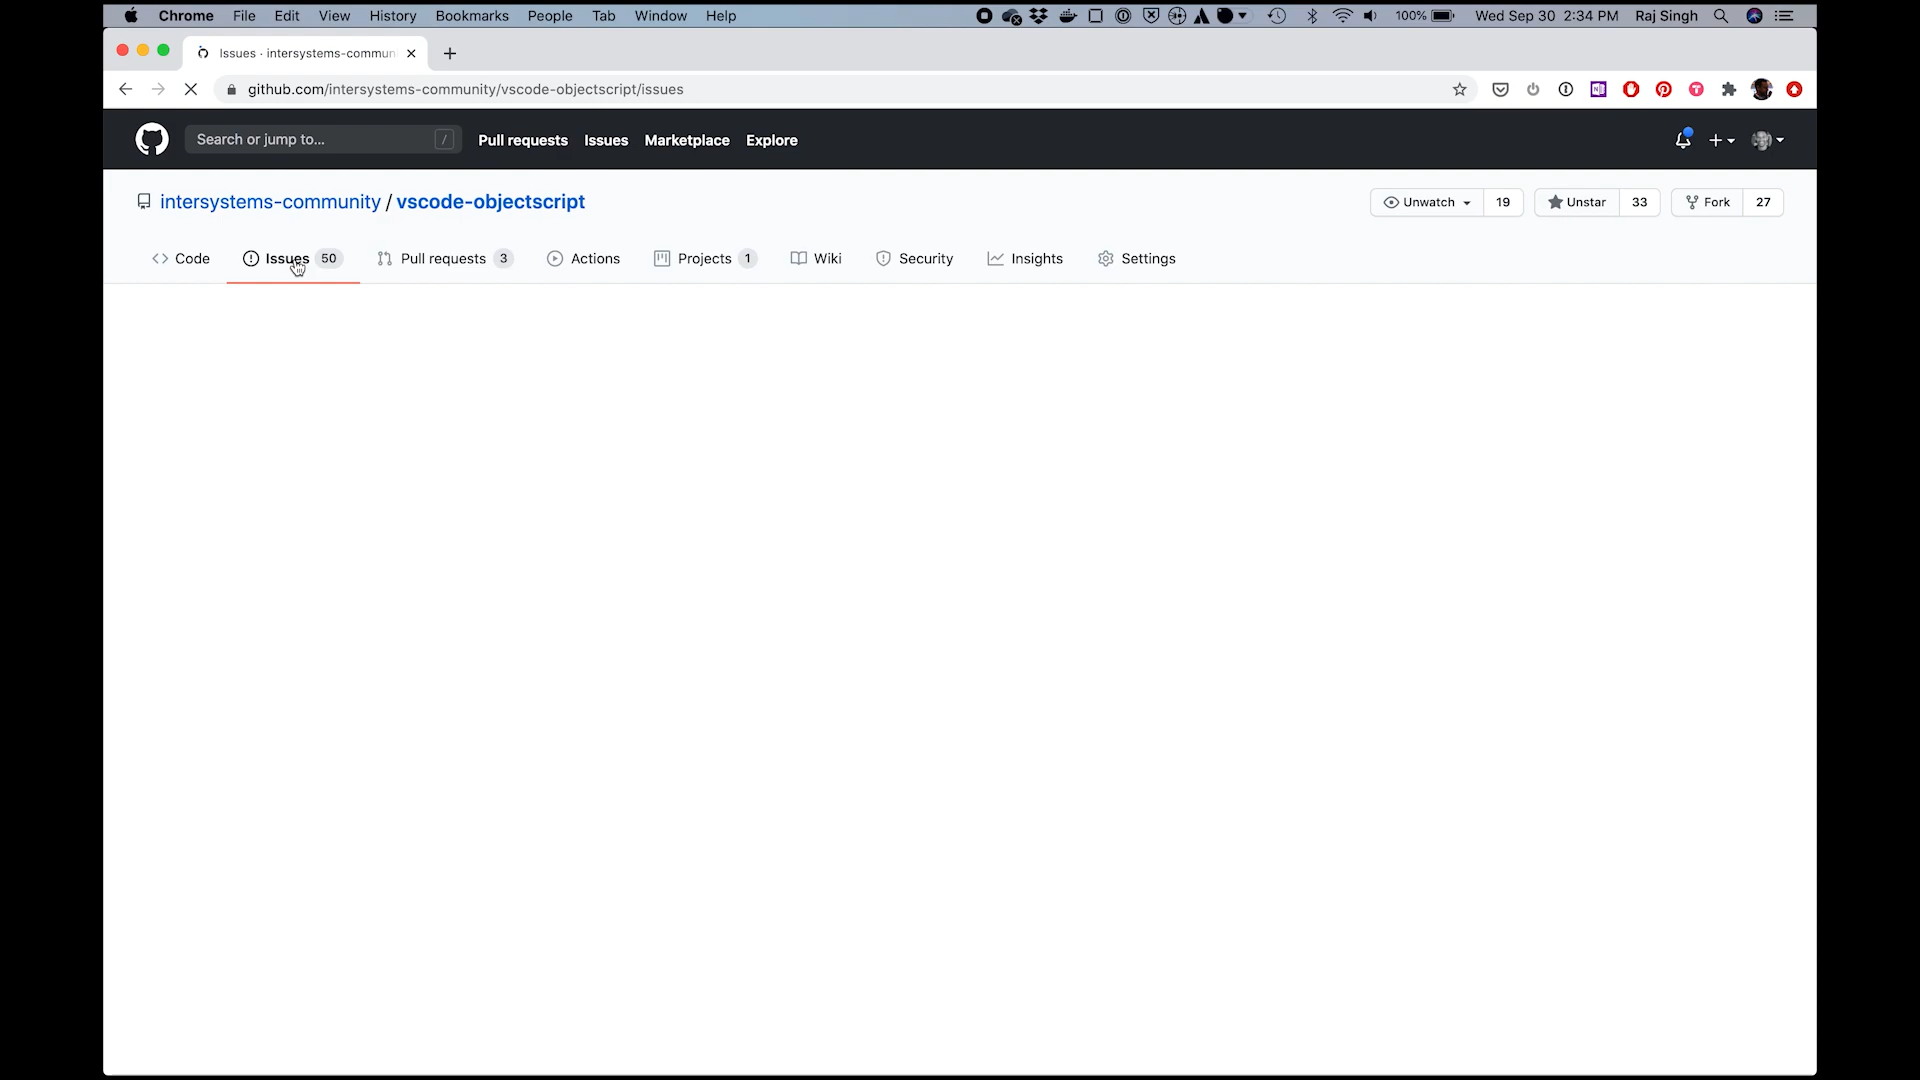 Chrome File Edit View History Bookmarks People Tab Window Help 100% Wed Sep 30 2:34 PM Raj Singh
Issues · intersystems-commun
github.com/intersystems-community/vscode-objectscript/issues
Search or jump to... / Pull requests Issues Marketplace Explore
intersystems-community / vscode-objectscript Unwatch 19 Unstar 33 Fork 27
Code Issues 50 Pull requests 3 Actions Projects 1 Wiki Security Insights Settings